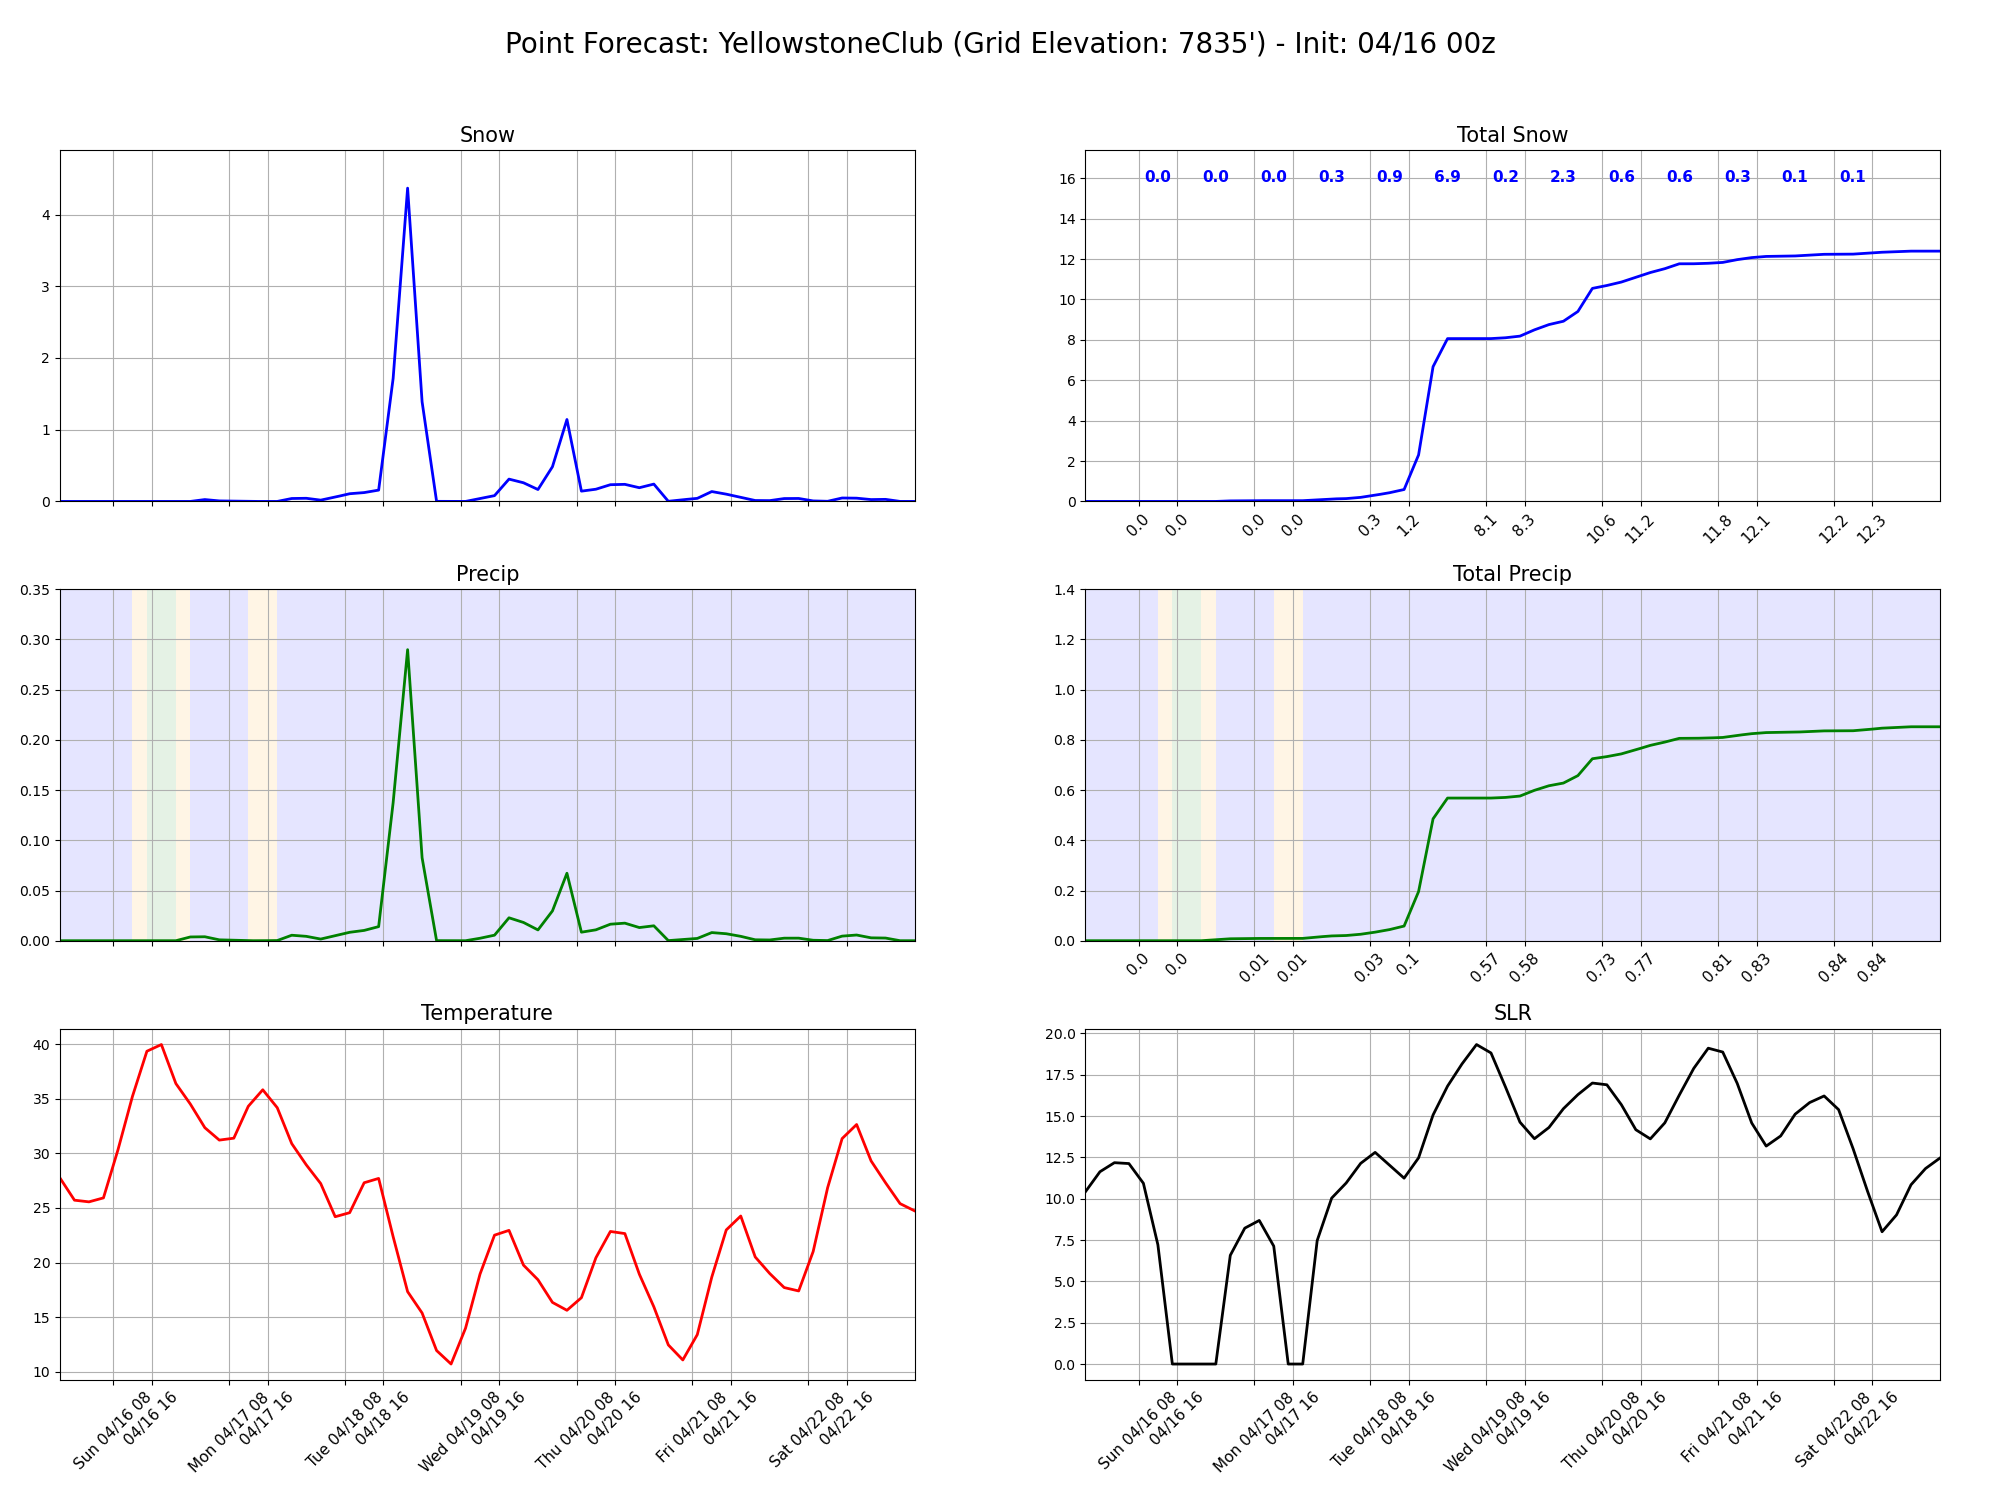 Point Forecast: YellowstoneClub (Grid Elevation: 7835') - Init: 04/16 00z
Snow
4
3
2
1
0
Total Snow
16
14
12
10
8
6
4
2
0
0.0 0.0 0.0 0.3 0.9 6.9 0.2 2.3 0.6 0.6 0.3 0.1 0.1
0.0 0.0 0.0 0.0 0.3 1.2 8.1 8.3 10.6 11.2 11.8 12.1 12.2 12.3
Precip
0.35
0.30
0.25
0.20
0.15
0.10
0.05
0.00
Total Precip
1.4
1.2
1.0
0.8
0.6
0.4
0.2
0.0
0.0 0.0 0.01 0.01 0.03 0.1 0.57 0.58 0.73 0.77 0.81 0.83 0.84 0.84
Temperature
40
35
30
25
20
15
10
Sun 04/16 08
04/16 16
Mon 04/17 08
04/17 16
Tue 04/18 08
04/18 16
Wed 04/19 08
04/19 16
Thu 04/20 08
04/20 16
Fri 04/21 08
04/21 16
Sat 04/22 08
04/22 16
SLR
20.0
17.5
15.0
12.5
10.0
7.5
5.0
2.5
0.0
Sun 04/16 08
04/16 16
Mon 04/17 08
04/17 16
Tue 04/18 08
04/18 16
Wed 04/19 08
04/19 16
Thu 04/20 08
04/20 16
Fri 04/21 08
04/21 16
Sat 04/22 08
04/22 16